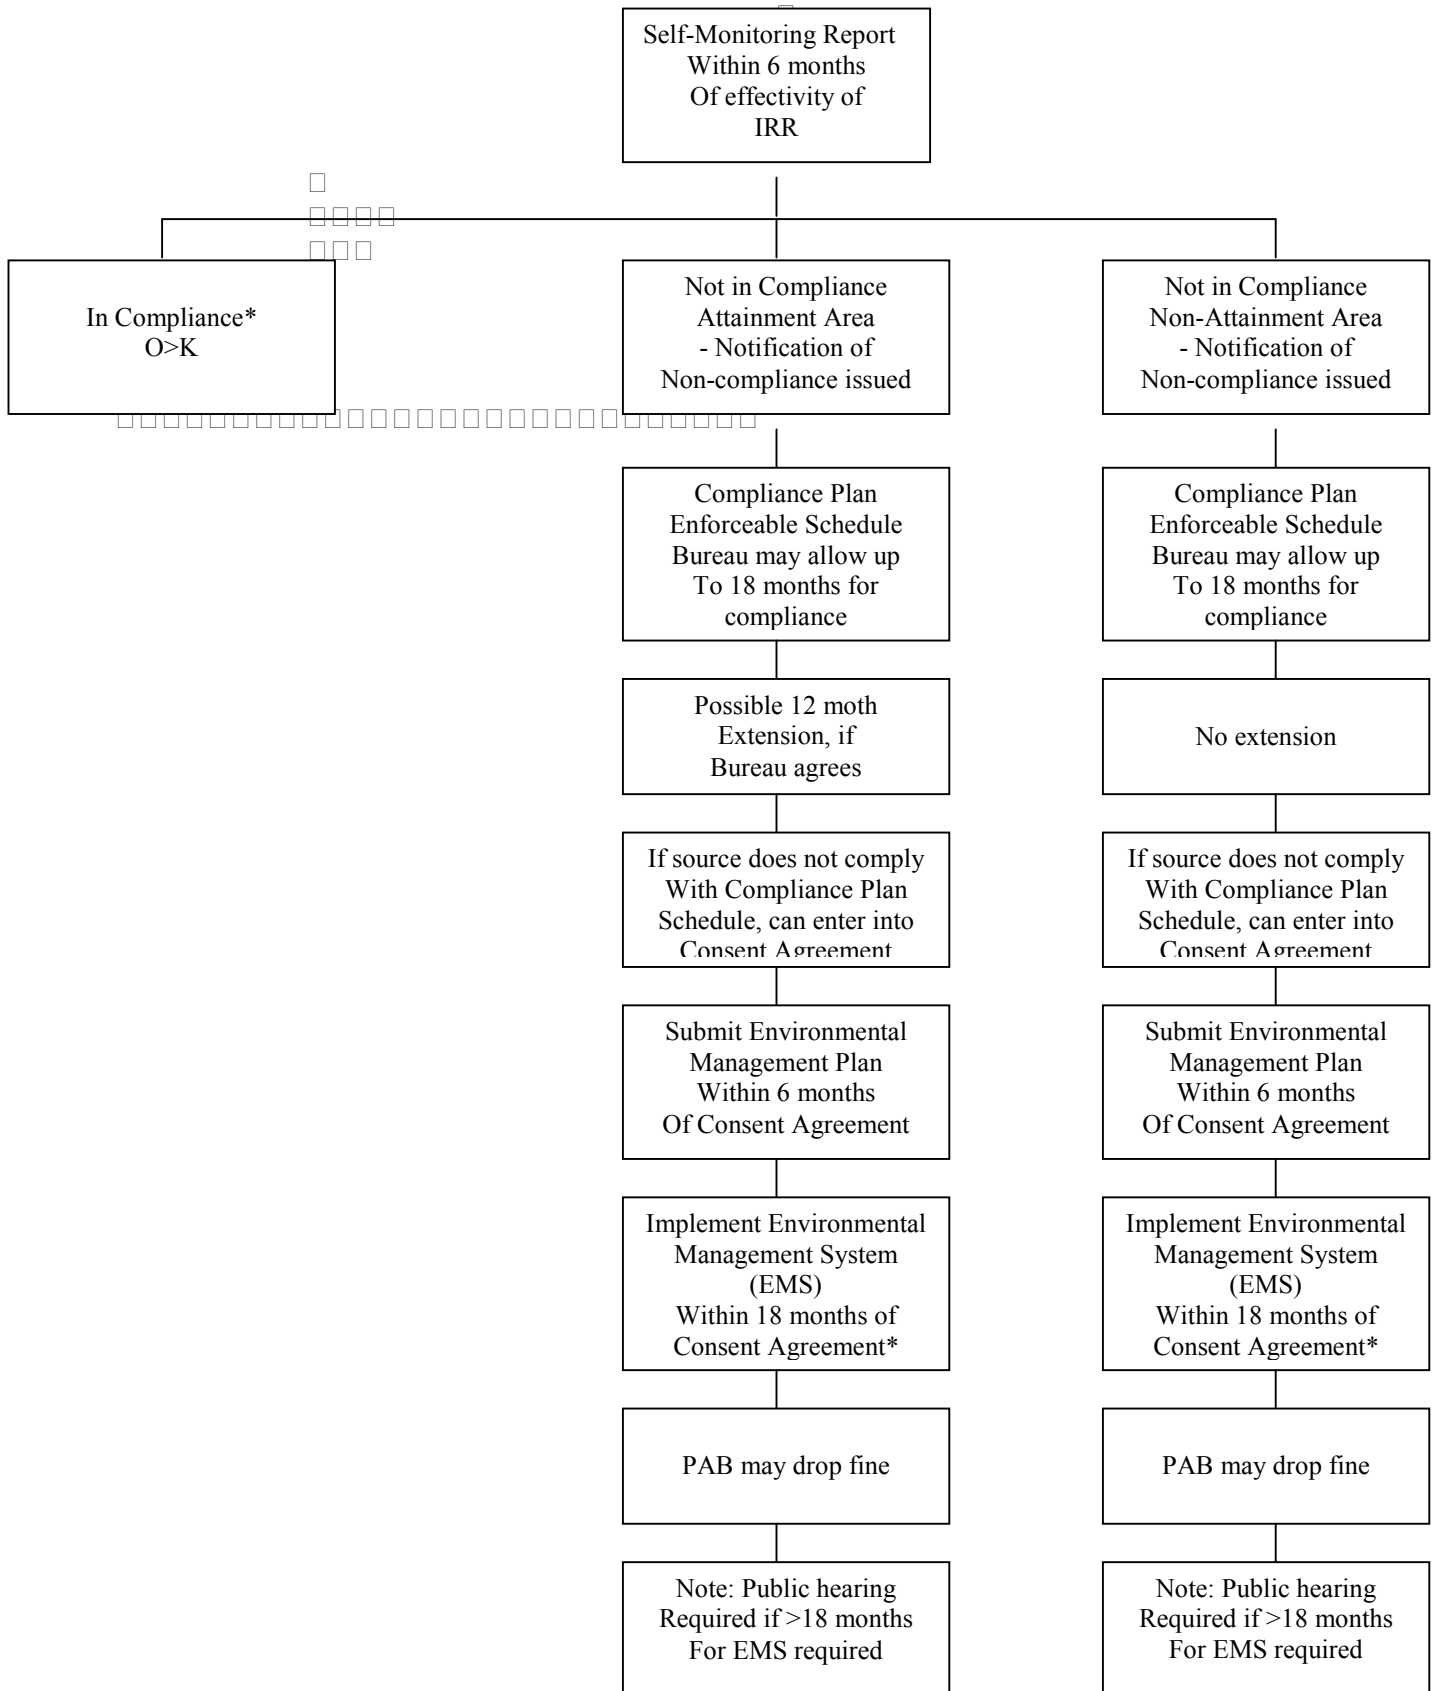 Self-Monitoring Report
Within 6 months
Of effectivity of
IRR
In Compliance*
O>K
Not in Compliance
Attainment Area
- Notification of
Non-compliance issued
Not in Compliance
Non-Attainment Area
- Notification of
Non-compliance issued
Compliance Plan
Enforceable Schedule
Bureau may allow up
To 18 months for
compliance
Compliance Plan
Enforceable Schedule
Bureau may allow up
To 18 months for
compliance
Possible 12 moth
Extension, if
Bureau agrees
No extension
If source does not comply
With Compliance Plan
Schedule, can enter into
Consent Agreement
If source does not comply
With Compliance Plan
Schedule, can enter into
Consent Agreement
Submit Environmental
Management Plan
Within 6 months
Of Consent Agreement
Submit Environmental
Management Plan
Within 6 months
Of Consent Agreement
Implement Environmental
Management System
(EMS)
Within 18 months of
Consent Agreement*
Implement Environmental
Management System
(EMS)
Within 18 months of
Consent Agreement*
PAB may drop fine
PAB may drop fine
Note: Public hearing
Required if >18 months
For EMS required
Note: Public hearing
Required if >18 months
For EMS required